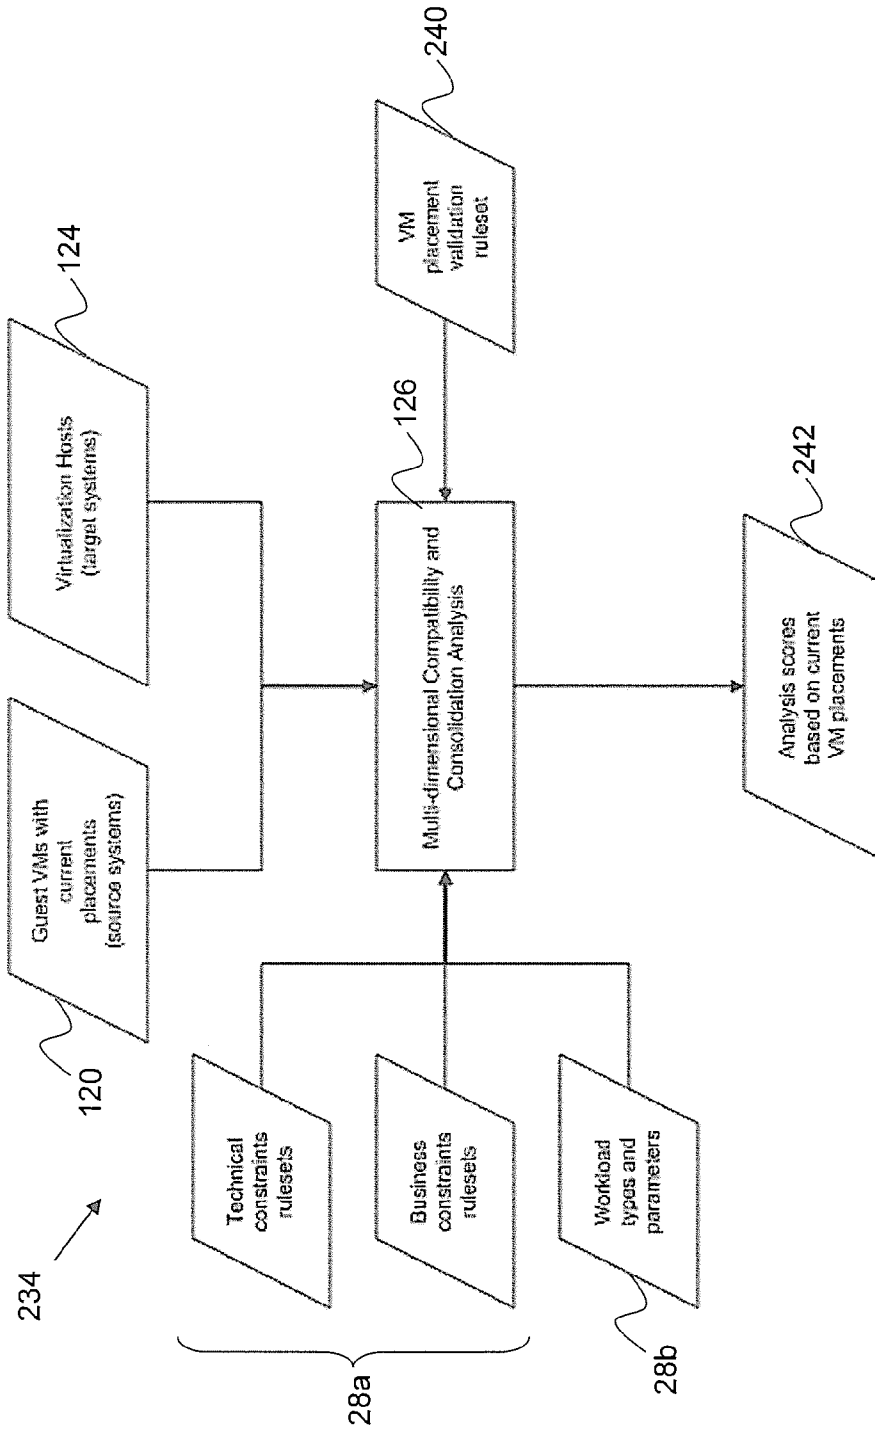 234
120
Guest VMs with
current
placements
(source systems)
124
Virtualization Hosts
(target systems)
28a
Technical
constraints
rulesets
Business
constraints
rulesets
28b
Workload
types and
parameters
126
Multi-dimensional Compatibility and
Consolidation Analysis
240
VM
placement
validation
ruleset
242
Analysis scores
based on current
VM placements